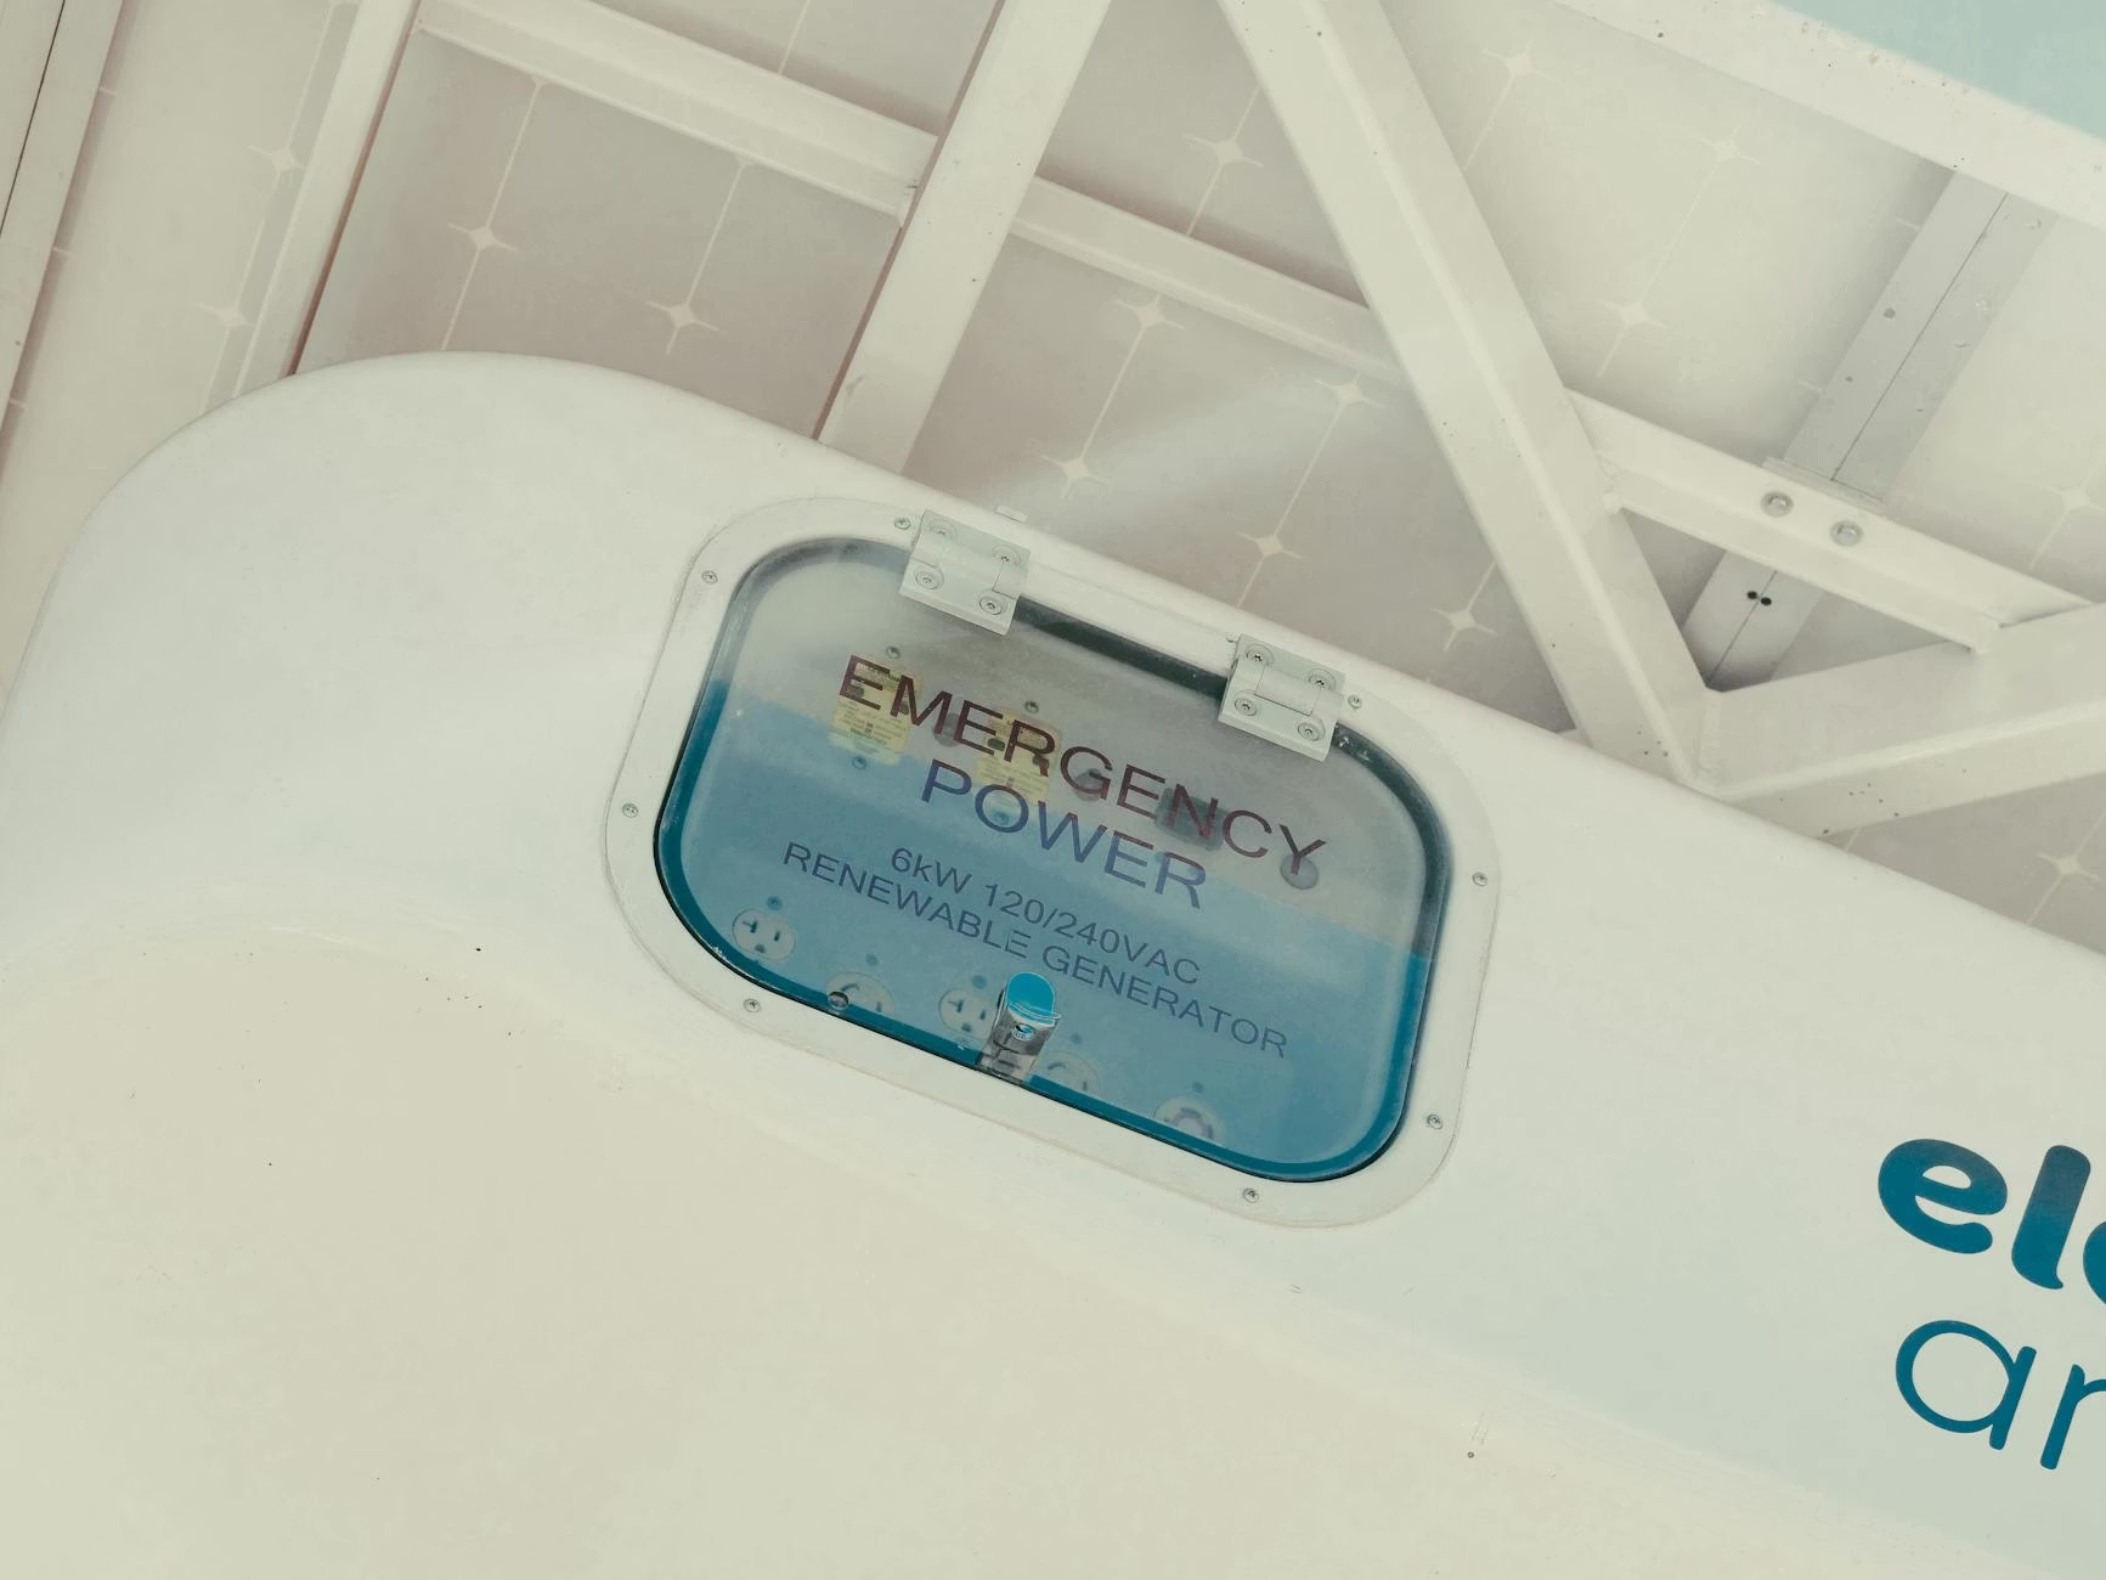 EMERGENCY
POWER
6kW 120/240VAC
RENEWABLE GENERATOR